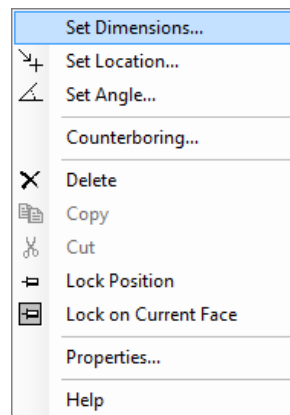 Set Dimensions...
Set Location...
Set Angle...
Counterboring...
Delete
Copy
Cut
Lock Position
Lock on Current Face
Properties...
Help